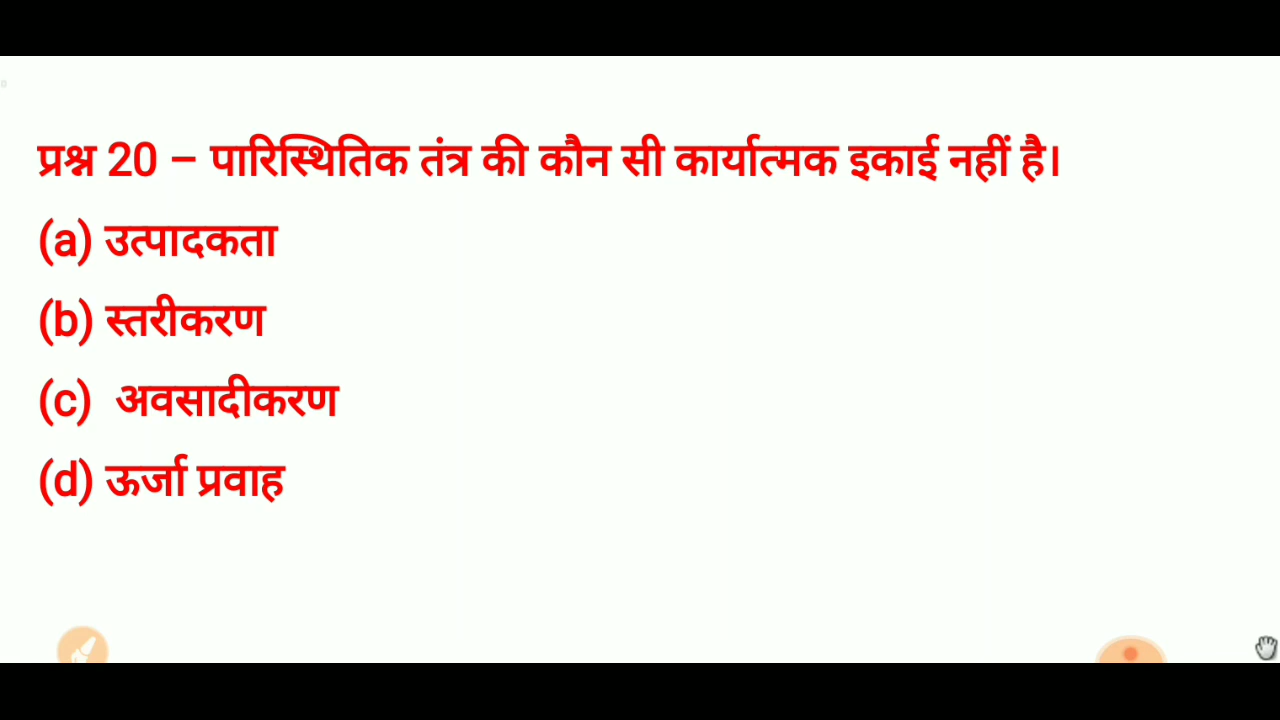 प्रश्न 20 – पारिस्थितिक तंत्र की कौन सी कार्यात्मक इकाई नहीं है।
(a) उत्पादकता
(b) स्तरीकरण
(c) अवसादीकरण
(d) ऊर्जा प्रवाह